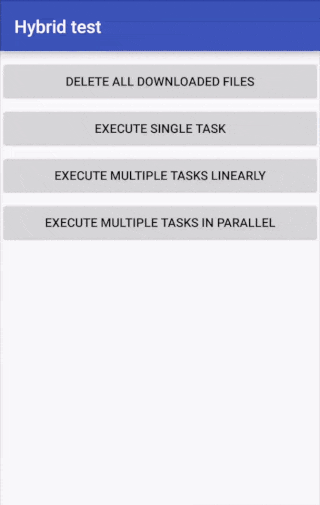 Hybrid test
DELETE ALL DOWNLOADED FILES
EXECUTE SINGLE TASK
EXECUTE MULTIPLE TASKS LINEARLY
EXECUTE MULTIPLE TASKS IN PARALLEL